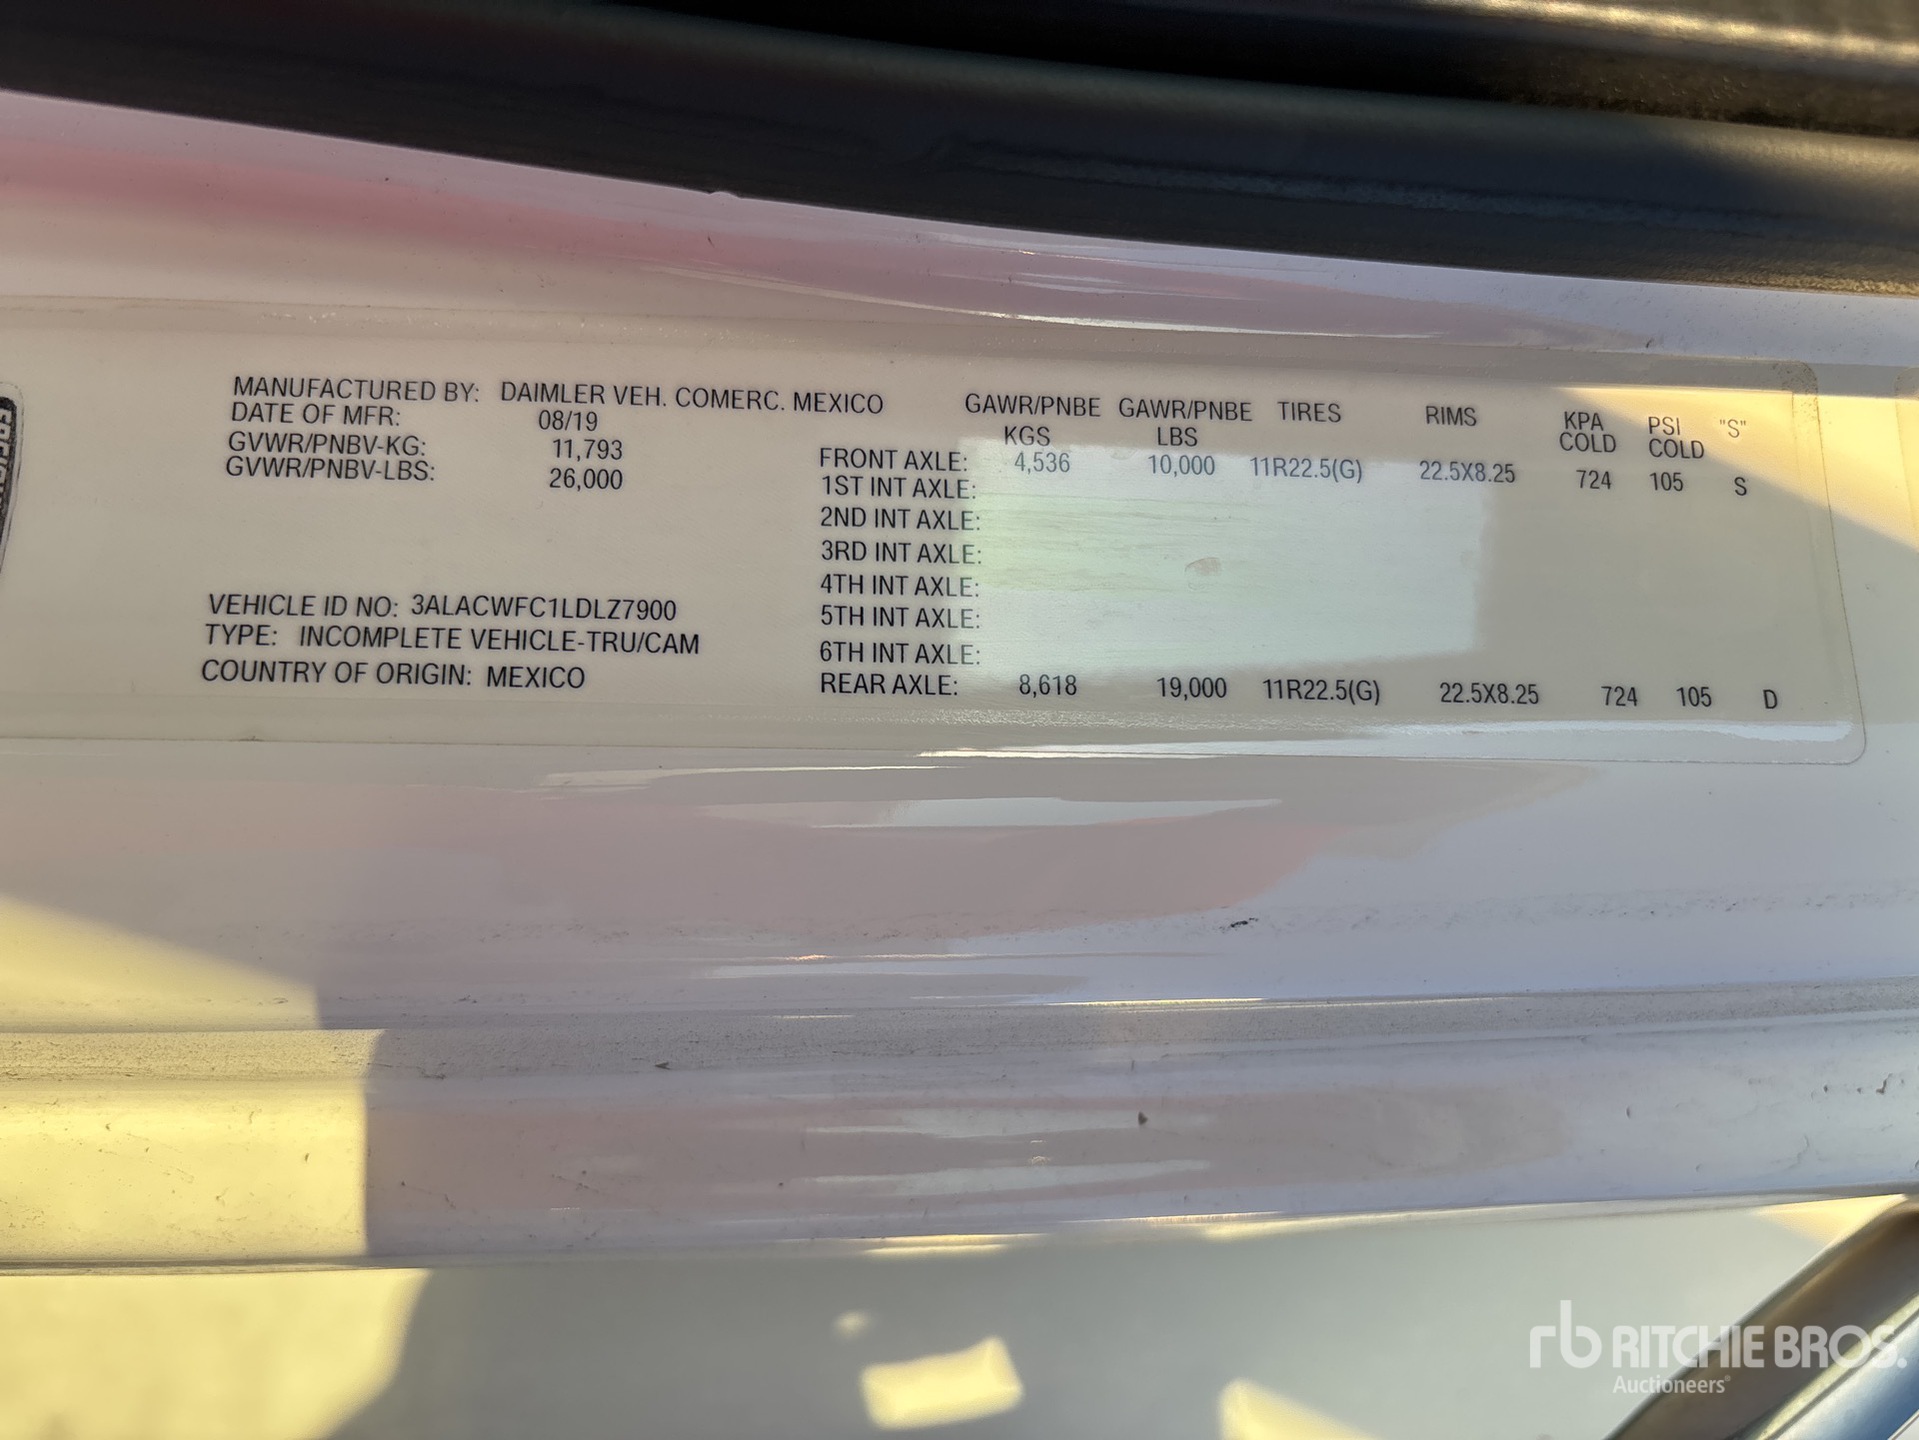 MANUFACTURED BY: DAIMLER VEH. COMERC. MEXICO
DATE OF MFR: 08/19
GVWR/PNBV-KG: 11,793
GVWR/PNBV-LBS: 26,000
VEHICLE ID NO: 3ALACWFC1LDLZ7900
TYPE: INCOMPLETE VEHICLE-TRU/CAM
COUNTRY OF ORIGIN: MEXICO
GAWR/PNBE KGS GAWR/PNBE LBS TIRES RIMS KPA COLD PSI COLD "S"
FRONT AXLE: 4,536 10,000 11R22.5(G) 22.5X8.25 724 105 S
1ST INT AXLE:
2ND INT AXLE:
3RD INT AXLE:
4TH INT AXLE:
5TH INT AXLE:
6TH INT AXLE:
REAR AXLE: 8,618 19,000 11R22.5(G) 22.5X8.25 724 105 D
rb RITCHIE BROS.
Auctioneers®